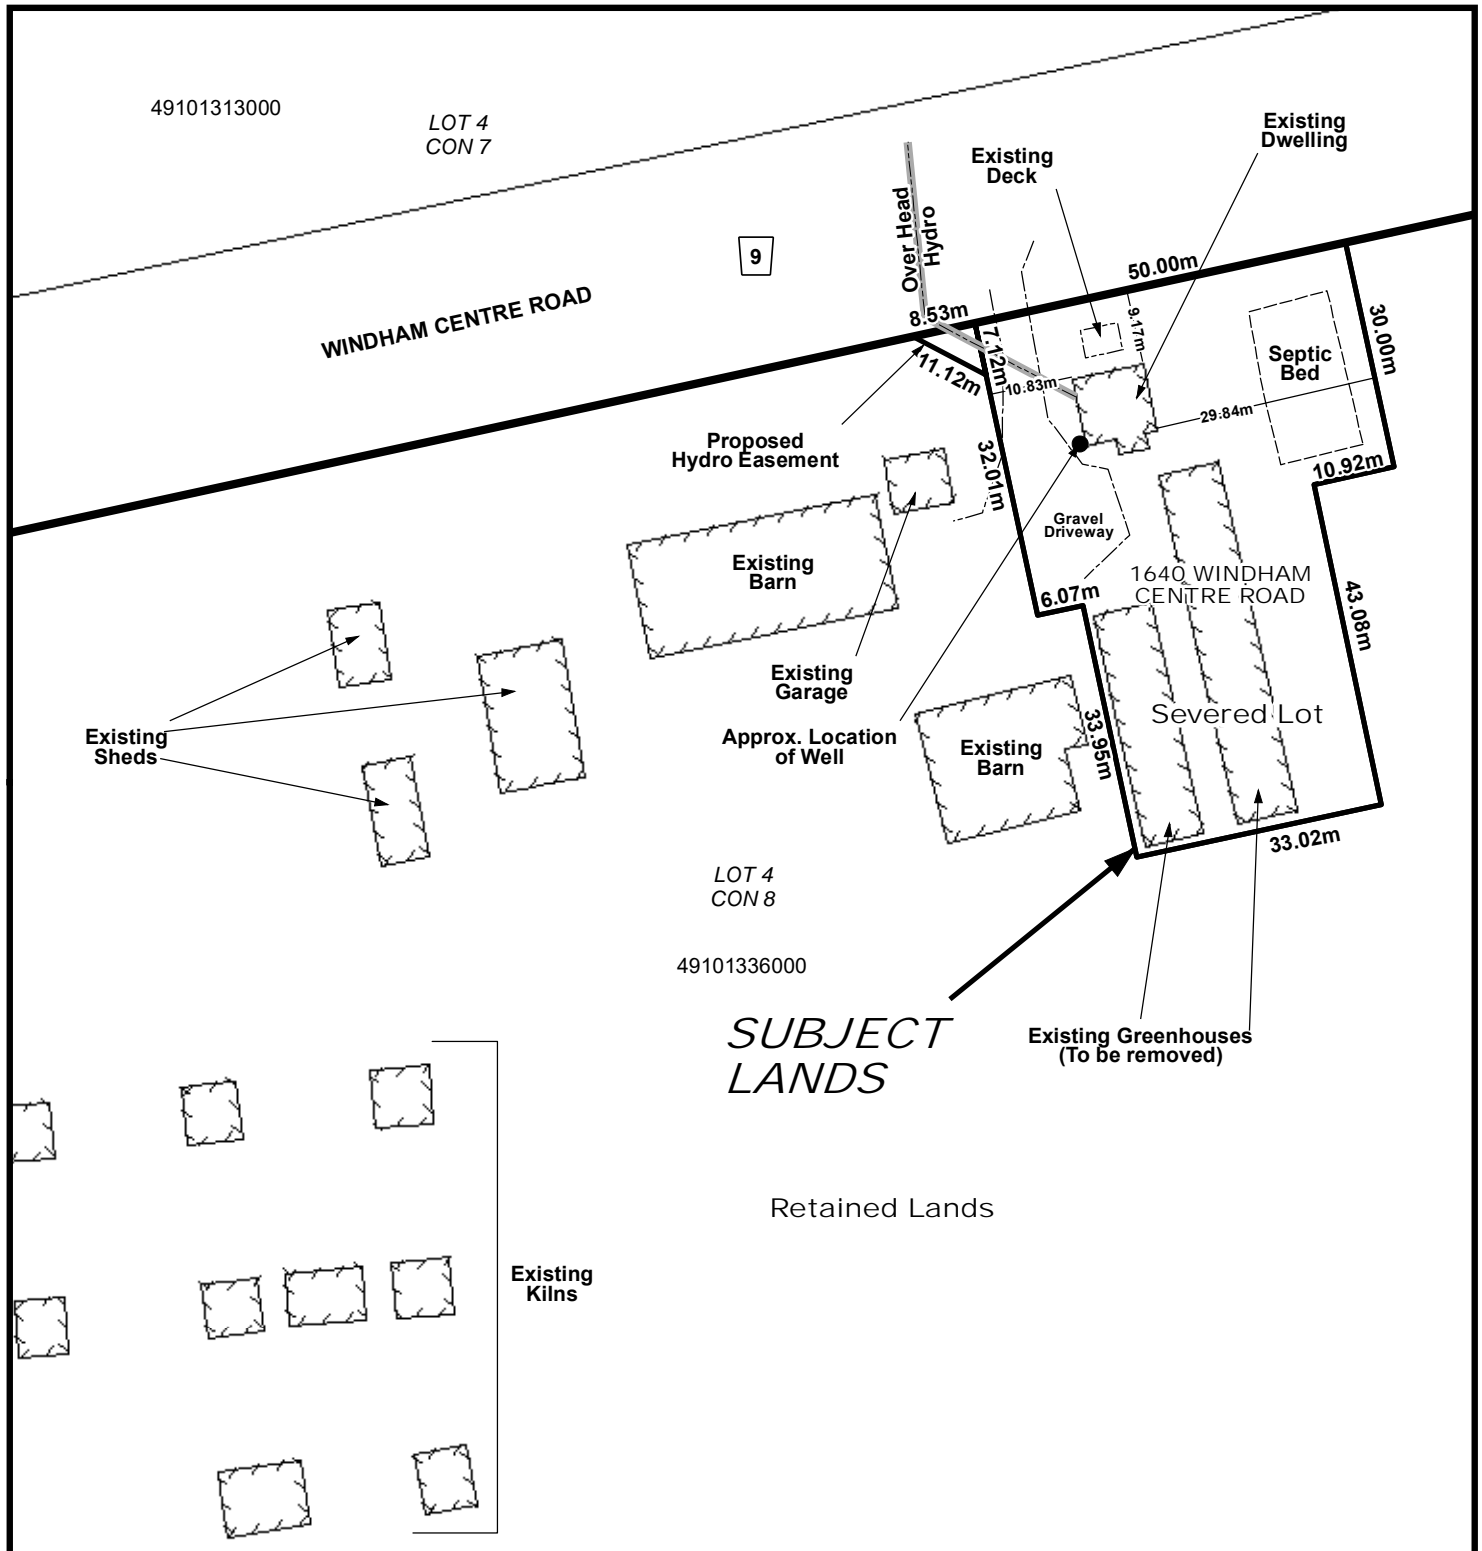 49101313000
LOT 4
CON 7
Existing
Dwelling
Existing
Deck
Over Head
Hydro
9
50.00m
WINDHAM CENTRE ROAD
8.53m
7.12m
9.17m
30.00m
Septic
Bed
11.12m
10.83m
29.84m
Proposed
Hydro Easement
32.01m
10.92m
Gravel
Driveway
Existing
Barn
1640 WINDHAM
CENTRE ROAD
6.07m
43.08m
Existing
Garage
Severed Lot
Existing
Sheds
Approx. Location
of Well
Existing
Barn
33.95m
33.02m
LOT 4
CON 8
49101336000
SUBJECT
LANDS
Existing Greenhouses
(To be removed)
Retained Lands
Existing
Kilns